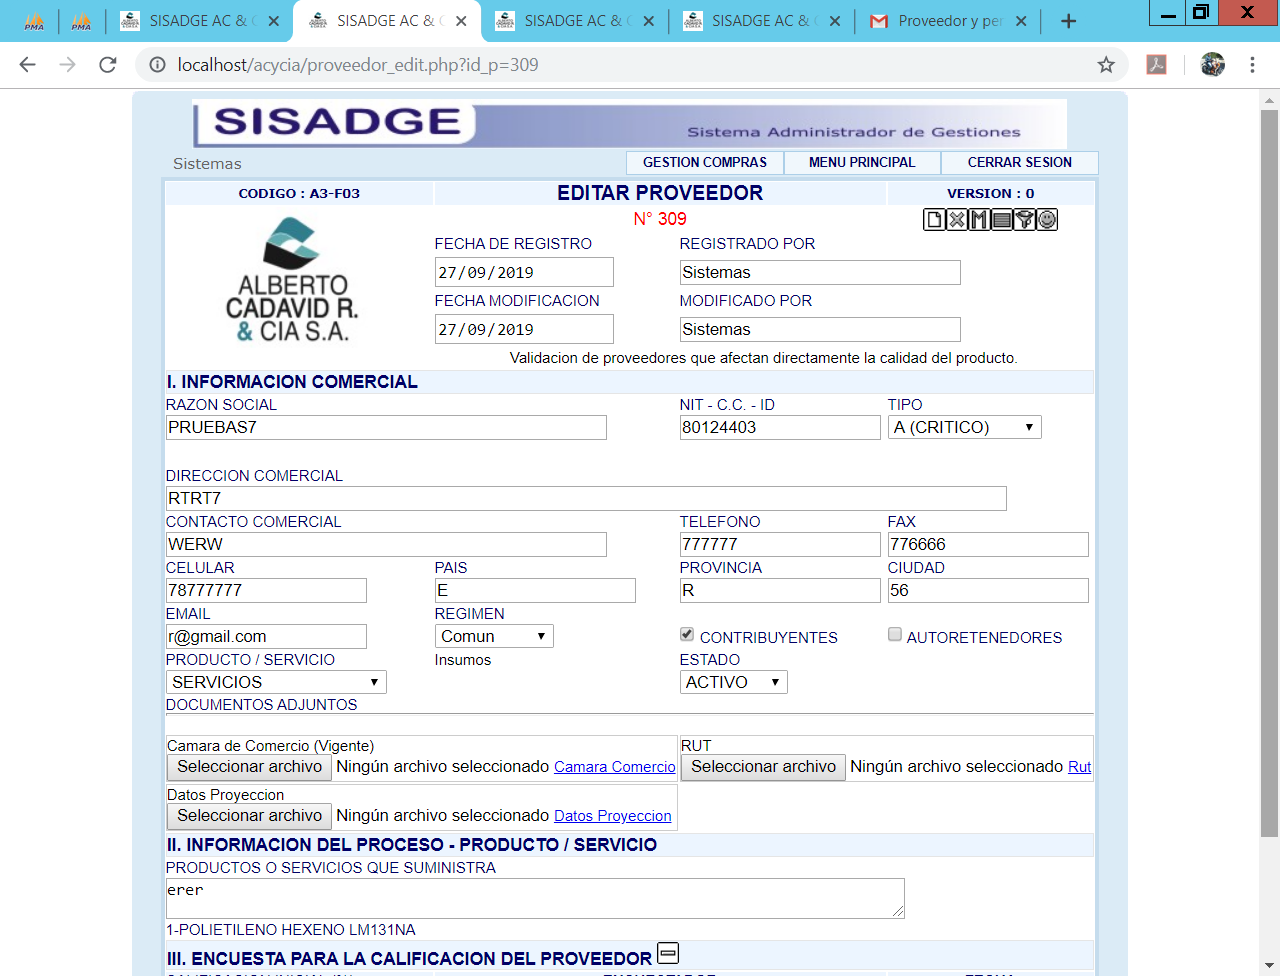 PMA PMA SISADGE AC & SISADGE AC & SISADGE AC & SISADGE AC & Proveedor y per
localhost/acycia/proveedor_edit.php?id_p=309
SISADGE
Sistema Administrador de Gestiones
Sistemas GESTION COMPRAS MENU PRINCIPAL CERRAR SESION
CODIGO : A3-F03 EDITAR PROVEEDOR VERSION : 0
N° 309
ALBERTO
CADAVID R.
& CIA S.A.
FECHA DE REGISTRO REGISTRADO POR
27/09/2019 Sistemas
FECHA MODIFICACION MODIFICADO POR
27/09/2019 Sistemas
Validacion de proveedores que afectan directamente la calidad del producto.
I. INFORMACION COMERCIAL
RAZON SOCIAL NIT - C.C. - ID TIPO
PRUEBAS7 80124403 A (CRITICO)
DIRECCION COMERCIAL
RTRT7
CONTACTO COMERCIAL TELEFONO FAX
WERW 777777 776666
CELULAR PAIS PROVINCIA CIUDAD
78777777 E R 56
EMAIL REGIMEN
r@gmail.com Comun CONTRIBUYENTES AUTORETENEDORES
PRODUCTO / SERVICIO Insumos ESTADO
SERVICIOS ACTIVO
DOCUMENTOS ADJUNTOS
Camara de Comercio (Vigente) RUT
Seleccionar archivo Ningún archivo seleccionado Camara Comercio Seleccionar archivo Ningún archivo seleccionado Rut
Datos Proyeccion
Seleccionar archivo Ningún archivo seleccionado Datos Proyeccion
II. INFORMACION DEL PROCESO - PRODUCTO / SERVICIO
PRODUCTOS O SERVICIOS QUE SUMINISTRA
erer
1-POLIETILENO HEXENO LM131NA
III. ENCUESTA PARA LA CALIFICACION DEL PROVEEDOR